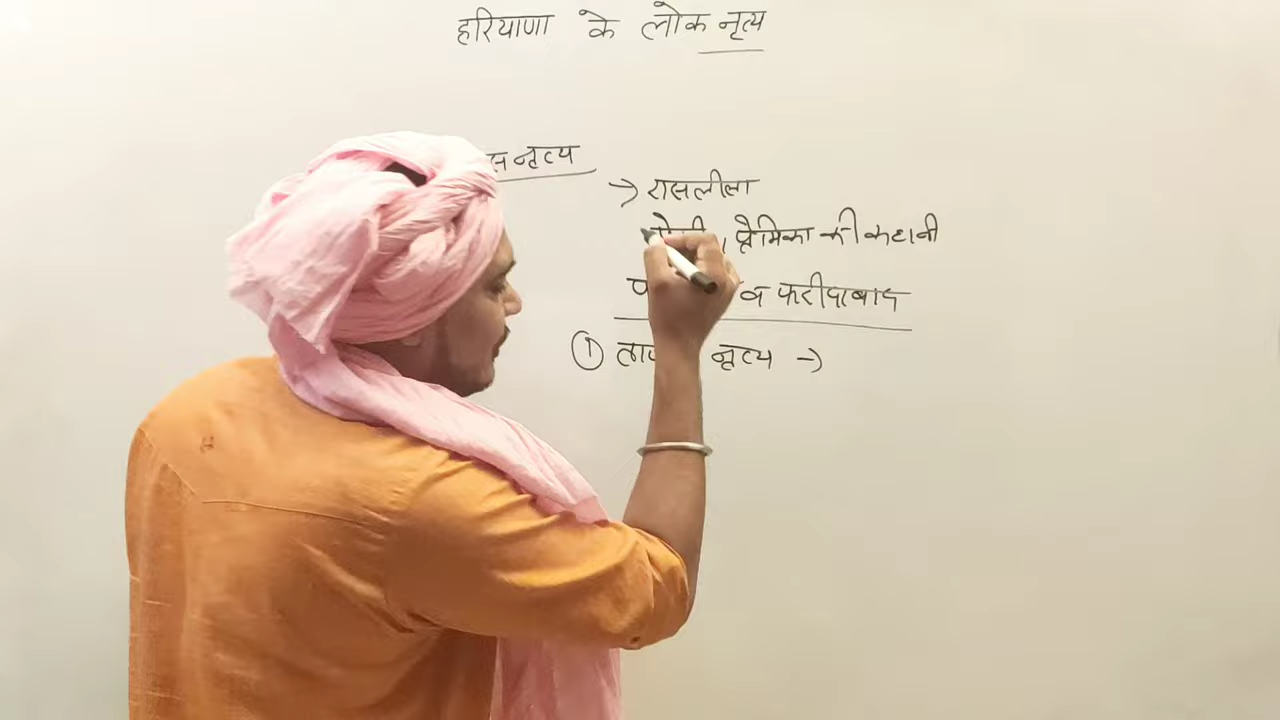 हरियाणा के लोक नृत्य
नृत्य
→ रासलीला
प्रेमिका की कहानी
व फरीदाबाद
① नृत्य →